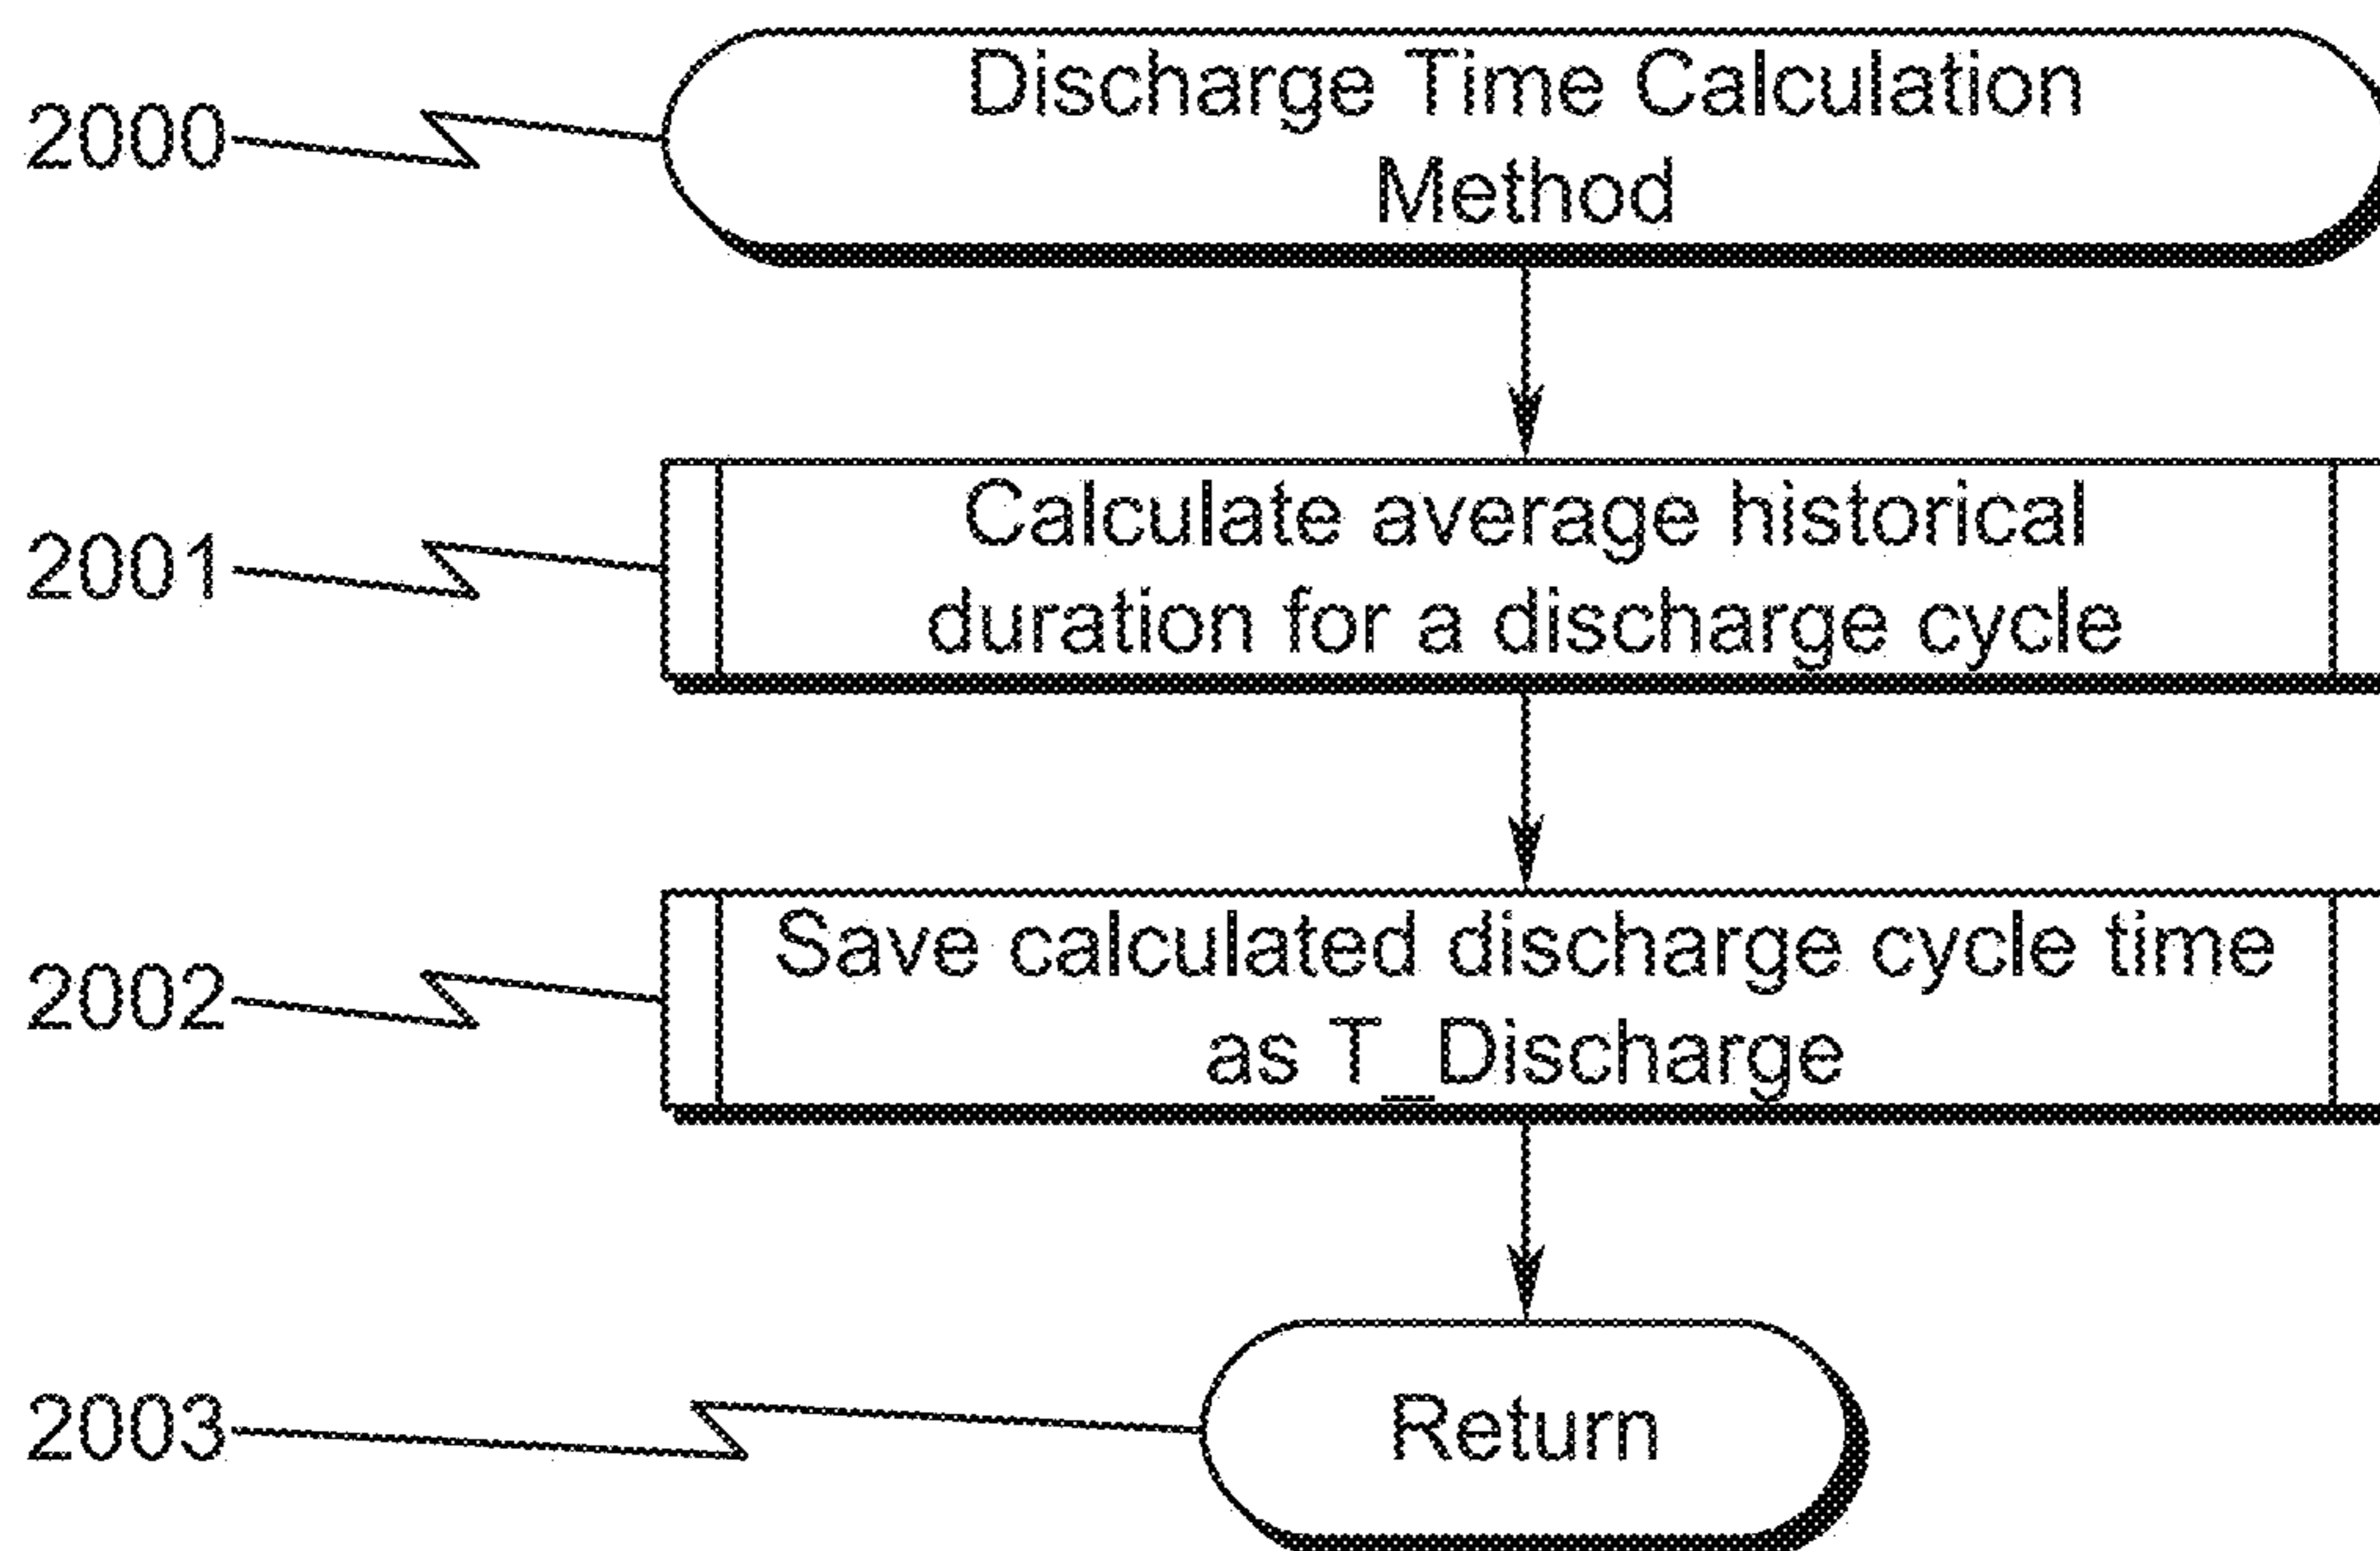 2000
Discharge Time Calculation
Method
2001
Calculate average historical
duration for a discharge cycle
2002
Save calculated discharge cycle time
as T_Discharge
2003
Return